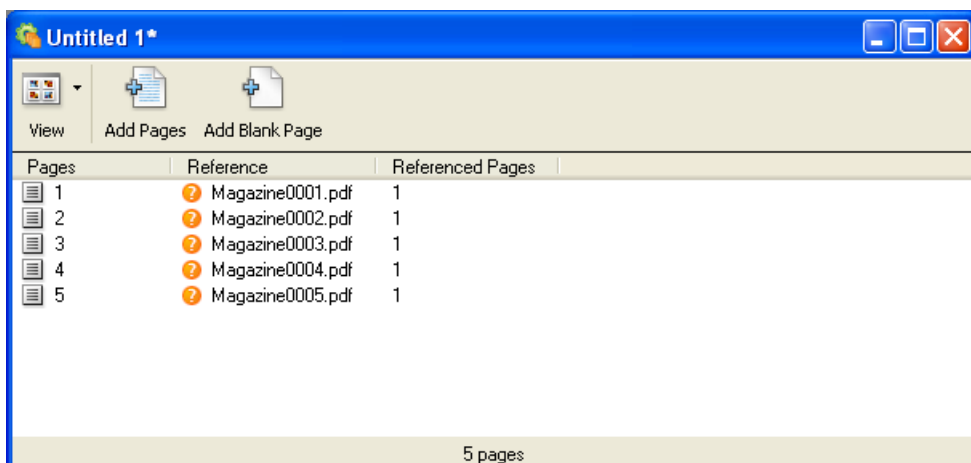 Untitled 1*
View Add Pages Add Blank Page
Pages Reference Referenced Pages
1 Magazine0001.pdf 1
2 Magazine0002.pdf 1
3 Magazine0003.pdf 1
4 Magazine0004.pdf 1
5 Magazine0005.pdf 1
5 pages